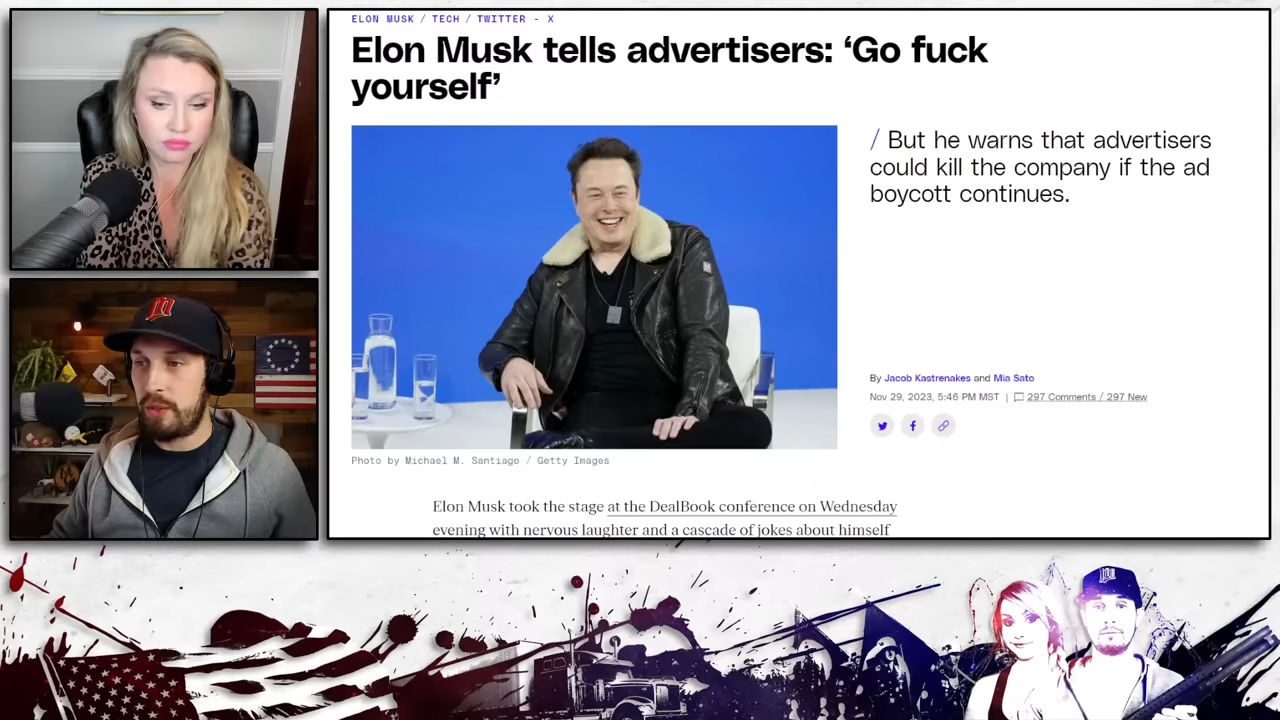 ELON MUSK / TECH / TWITTER - X
Elon Musk tells advertisers: ‘Go fuck
yourself’
/ But he warns that advertisers
could kill the company if the ad
boycott continues.
By Jacob Kastrenakes and Mia Sato
Nov 29, 2023, 5:46 PM MST | 297 Comments / 297 New
Photo by Michael M. Santiago / Getty Images
Elon Musk took the stage at the DealBook conference on Wednesday
evening with nervous laughter and a cascade of jokes about himself